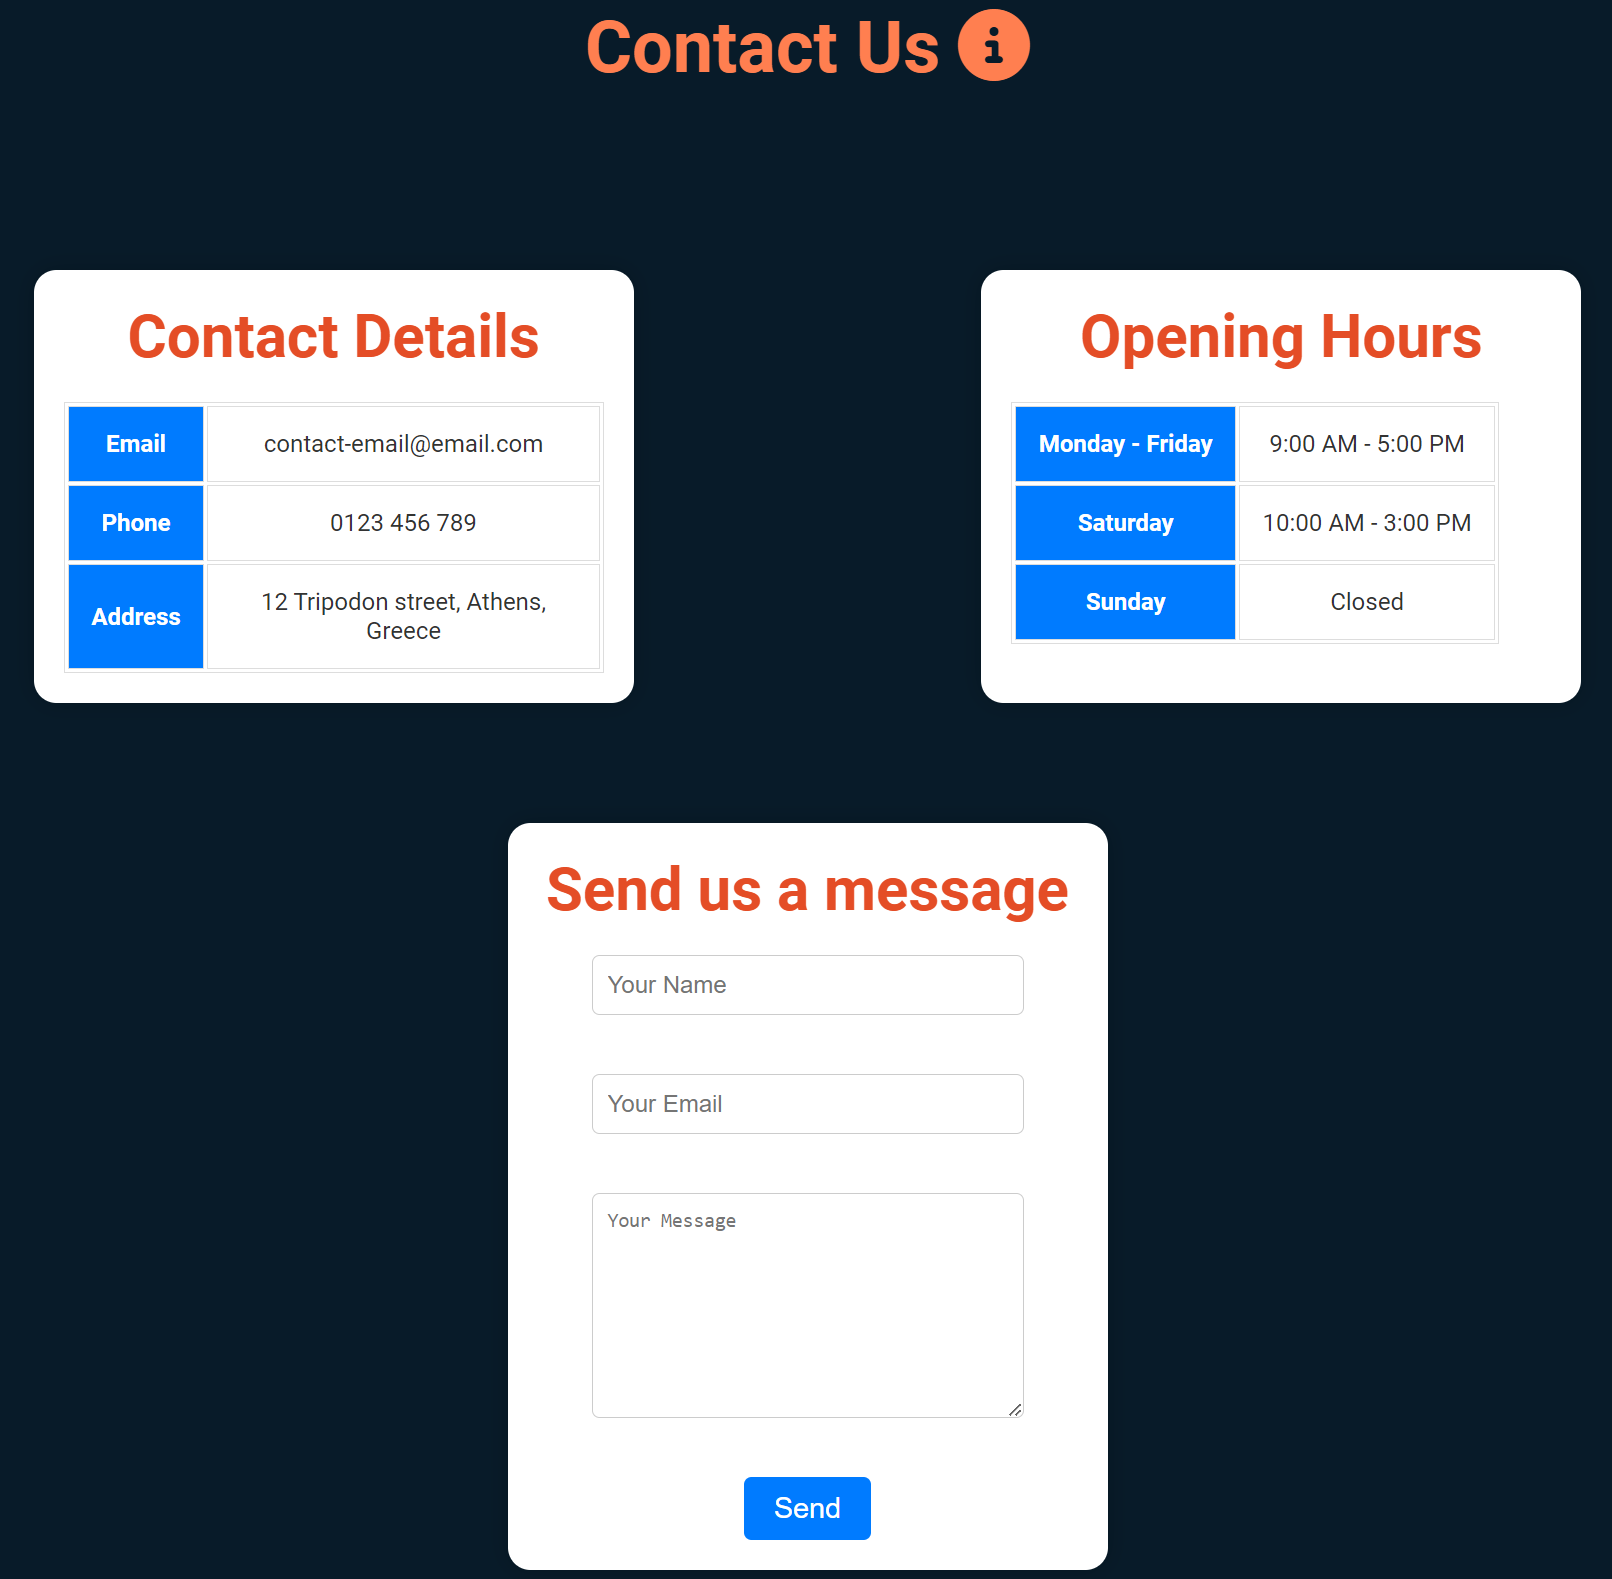 Contact Us
Contact Details
Email contact-email@email.com
Phone 0123 456 789
Address 12 Tripodon street, Athens,
Greece
Opening Hours
Monday - Friday 9:00 AM - 5:00 PM
Saturday 10:00 AM - 3:00 PM
Sunday Closed
Send us a message
Your Name
Your Email
Your Message
Send